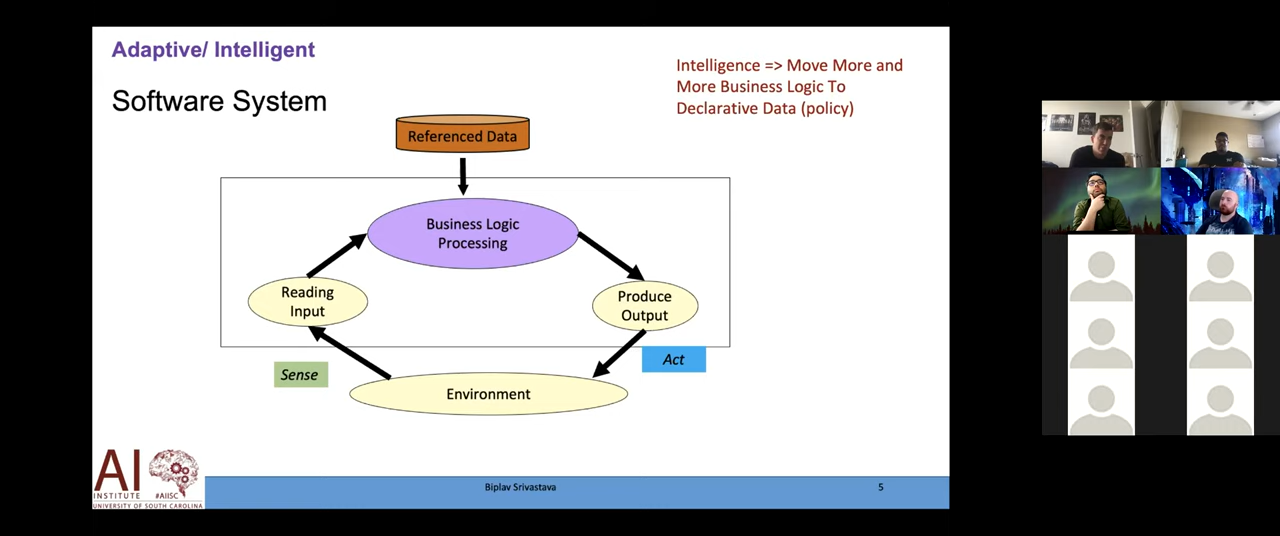 Adaptive/ Intelligent
Software System
Intelligence => Move More and
More Business Logic To
Declarative Data (policy)
Referenced Data
Business Logic
Processing
Reading
Input
Produce
Output
Sense
Act
Environment
AI
INSTITUTE #AIISC
UNIVERSITY OF SOUTH CAROLINA
Biplav Srivastava
5